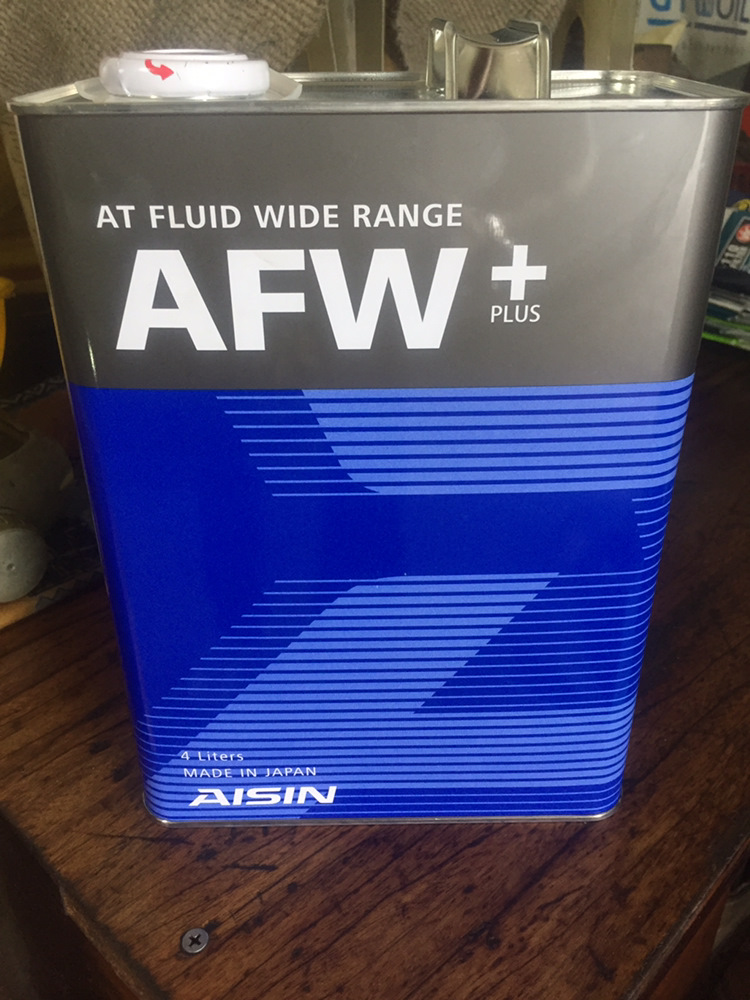 AT FLUID WIDE RANGE
AFW+
PLUS
4 Liters
MADE IN JAPAN
AISIN